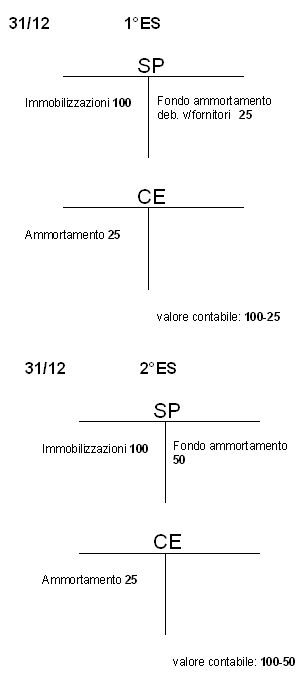 31/12 1°ES
SP
Immobilizzazioni 100 Fondo ammortamento
deb. v/fornitori 25
CE
Ammortamento 25
valore contabile: 100-25
31/12 2°ES
SP
Immobilizzazioni 100 Fondo ammortamento
50
CE
Ammortamento 25
valore contabile: 100-50